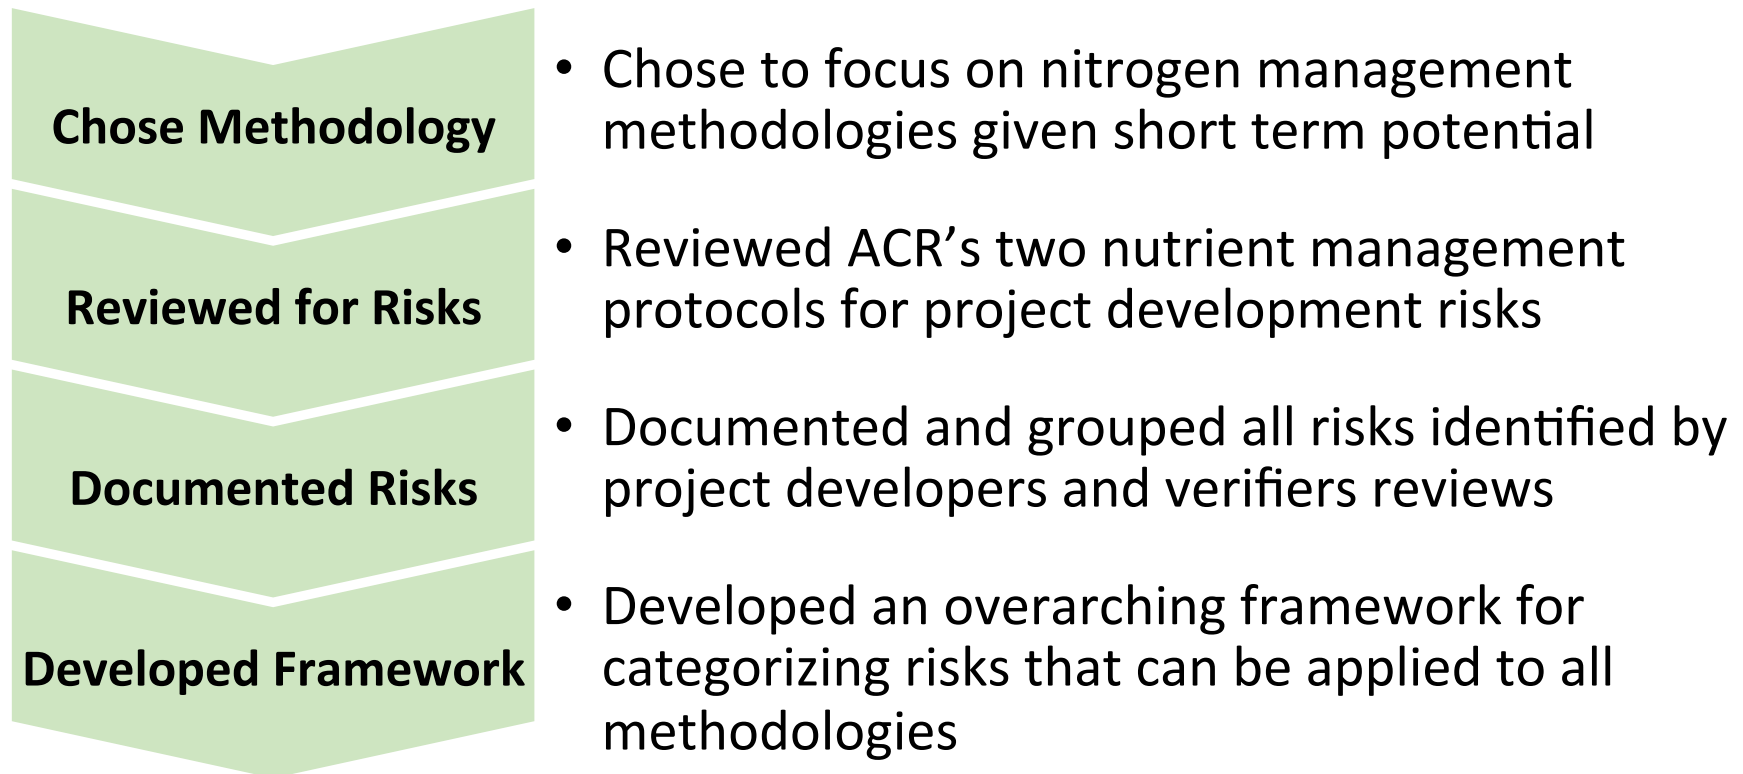 Chose Methodology
• Chose to focus on nitrogen management
methodologies given short term potential
Reviewed for Risks
• Reviewed ACR’s two nutrient management
protocols for project development risks
Documented Risks
• Documented and grouped all risks identified by
project developers and verifiers reviews
Developed Framework
• Developed an overarching framework for
categorizing risks that can be applied to all
methodologies